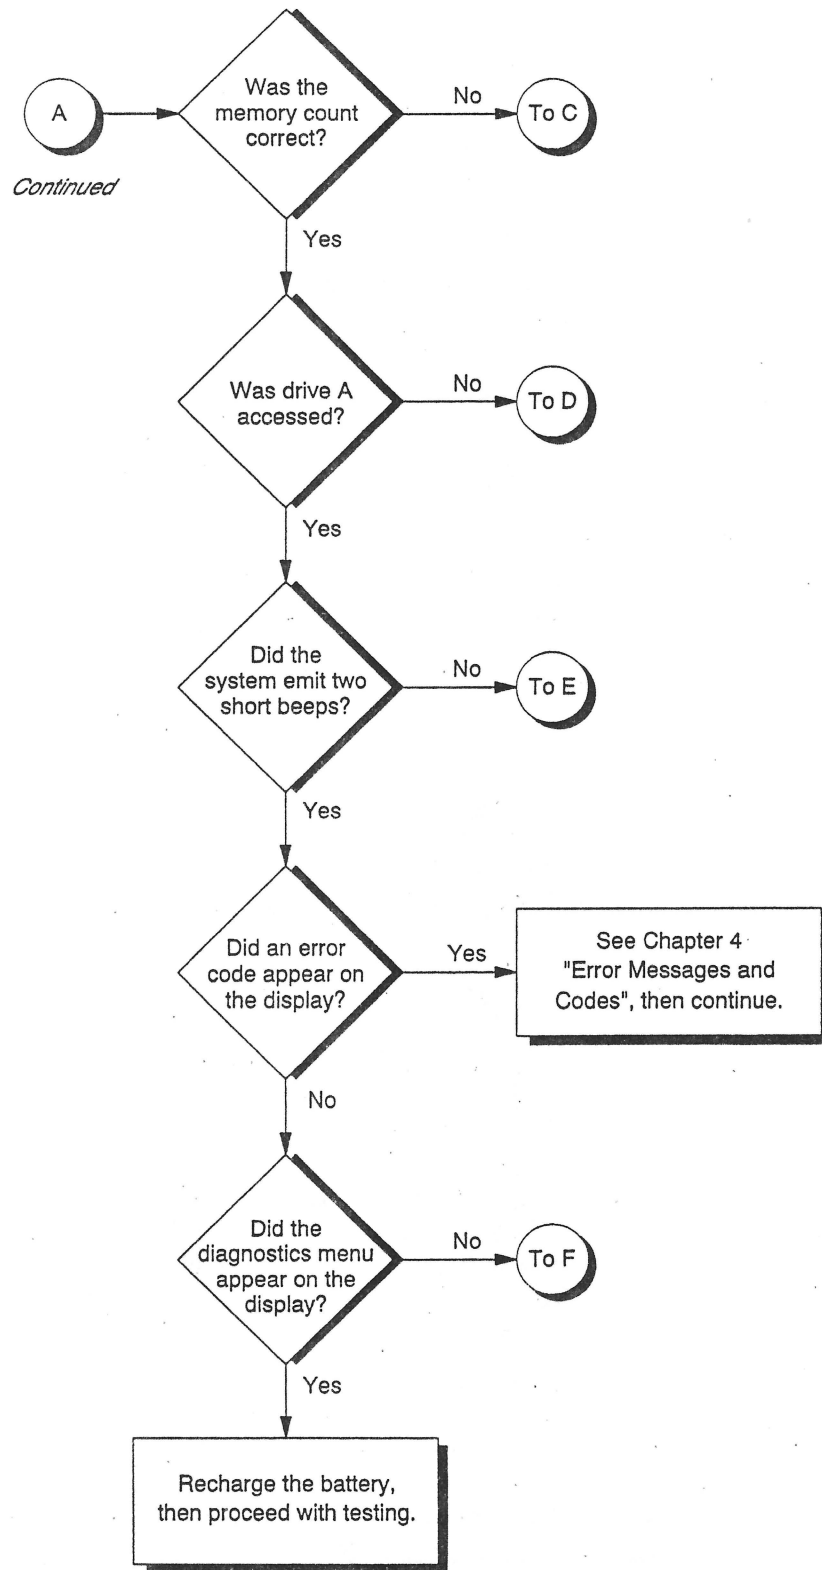 A
Continued
Was the
memory count
correct?
No
To C
Yes
Was drive A
accessed?
No
To D
Yes
Did the
system emit two
short beeps?
No
To E
Yes
Did an error
code appear on
the display?
Yes
See Chapter 4
"Error Messages and
Codes", then continue.
No
Did the
diagnostics menu
appear on the
display?
No
To F
Yes
Recharge the battery,
then proceed with testing.